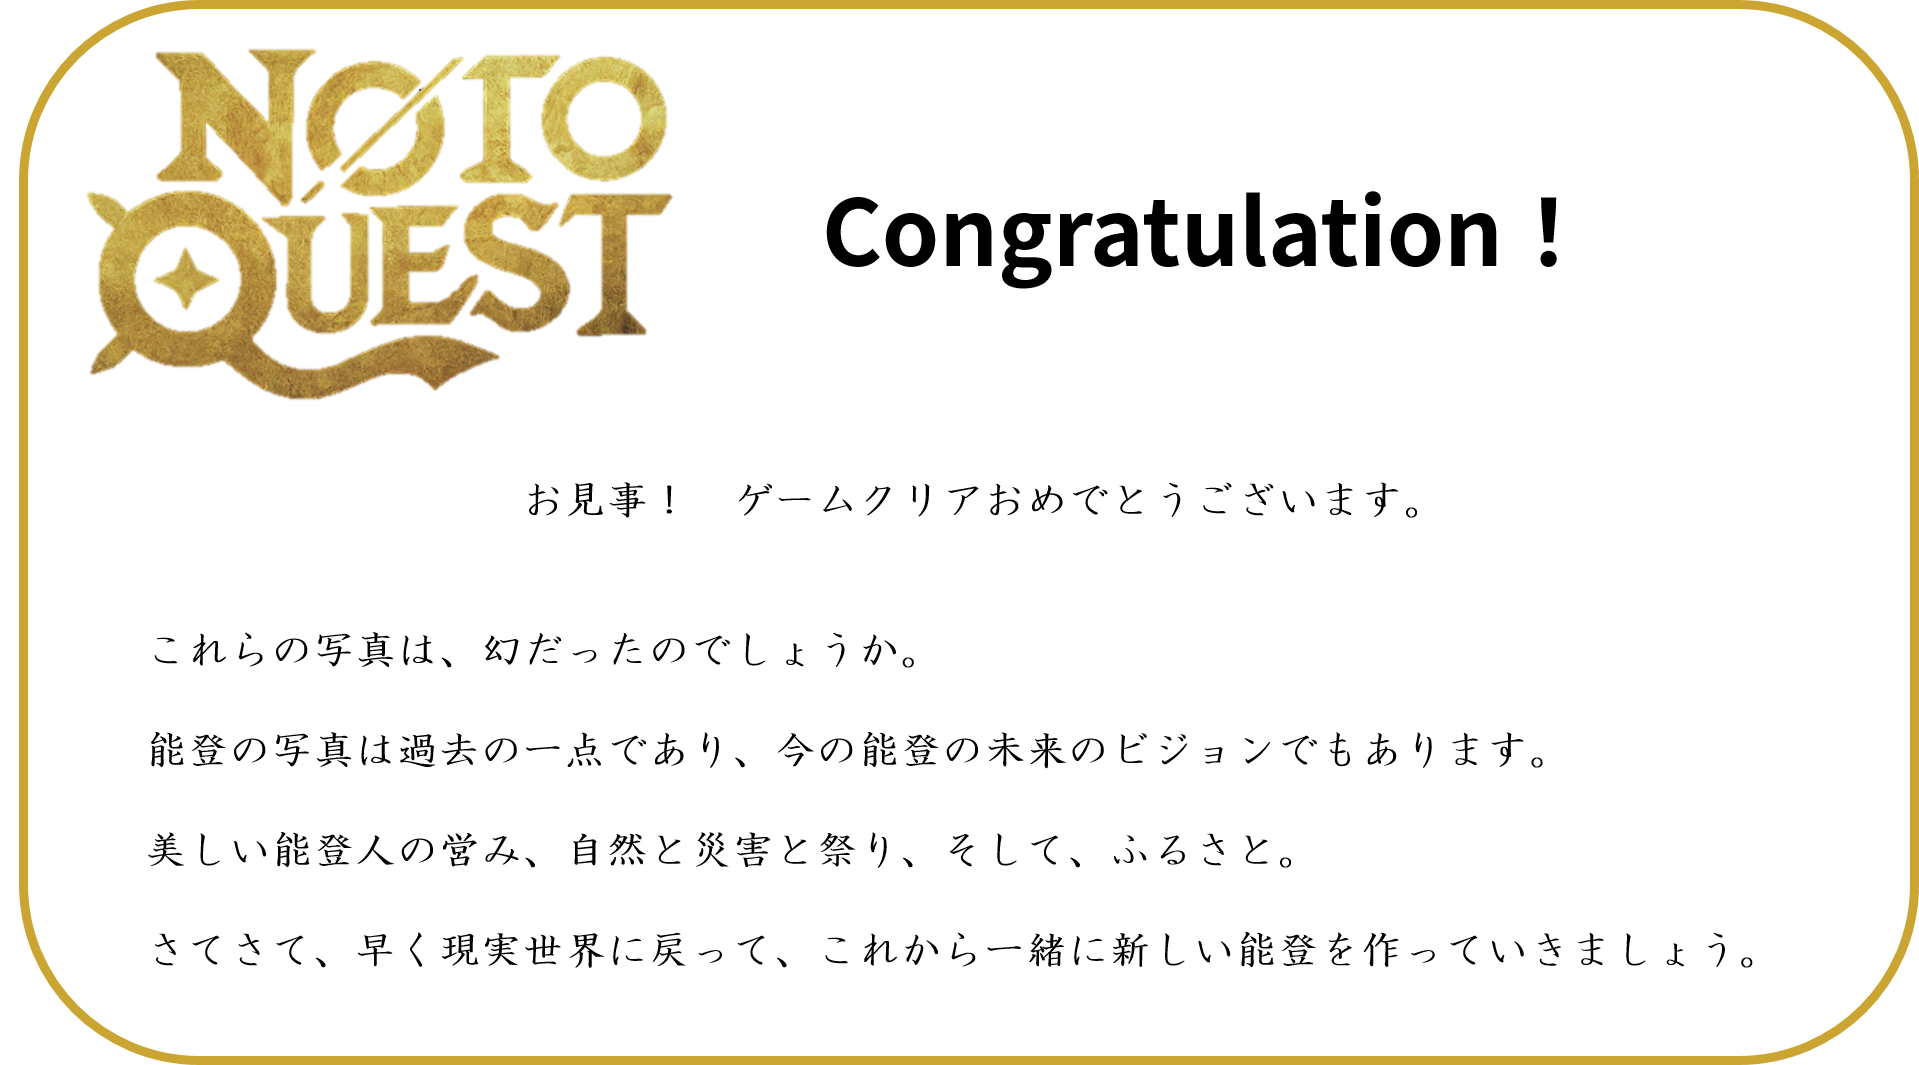 NOTO
QUEST
Congratulation！
お見事！　ゲームクリアおめでとうございます。
これらの写真は、幻だったのでしょうか。
能登の写真は過去の一点であり、今の能登の未来のビジョンでもあります。
美しい能登人の営み、自然と災害と祭り、そして、ふるさと。
さてさて、早く現実世界に戻って、これから一緒に新しい能登を作っていきましょう。